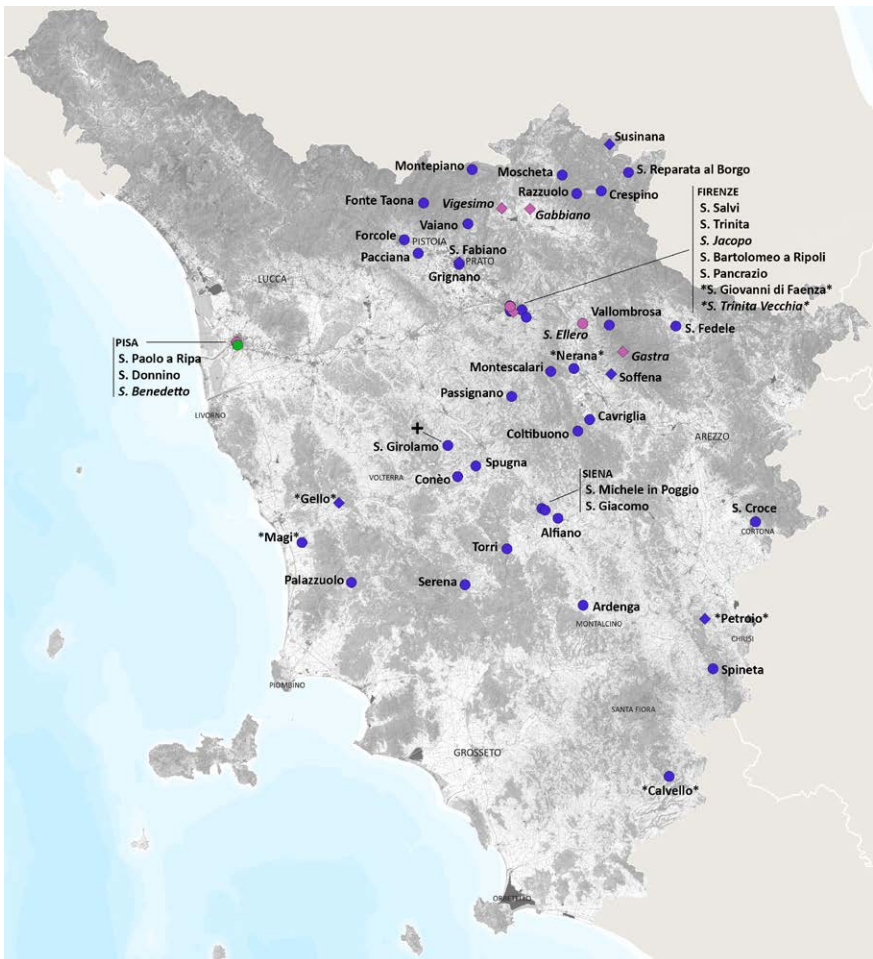 Susinana
Montepiano
Moscheta
S. Reparata al Borgo
Razzuolo
Crespino
Fonte Taona
Vigesimo
Gabbiano
FIRENZE
S. Salvi
S. Trinita
S. Jacopo
S. Bartolomeo a Ripoli
S. Pancrazio
*S. Giovanni di Faenza*
*S. Trinita Vecchia*
Vaiano
Forcole
PISTOIA
S. Fabiano
Pacciana
PRATO
Grignano
LUCCA
Vallombrosa
S. Ellero
S. Fedele
PISA
S. Paolo a Ripa
S. Donnino
S. Benedetto
*Nerana*
Gastra
Montescalari
Soffena
Passignano
LIVORNO
Cavriglia
Coltibuono
AREZZO
S. Girolamo
Spugna
VOLTERRA
Conèo
SIENA
S. Michele in Poggio
S. Giacomo
*Gello*
S. Croce
Alfiano
CORTONA
*Magi*
Torri
Palazzuolo
Serena
Ardenga
MONTALCINO
*Petroio*
CHIUSI
Spineta
PIOMBINO
SANTA FIORA
GROSSETO
*Calvello*
ORBETELLO